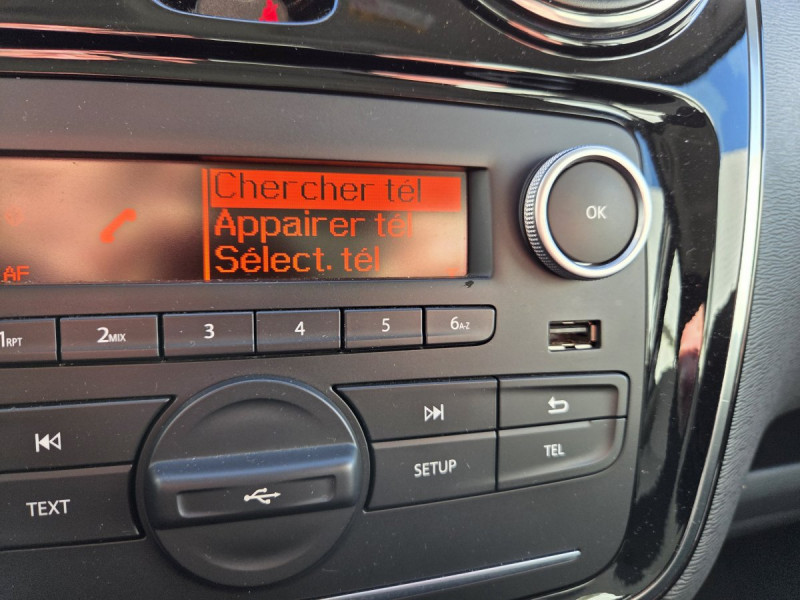 Chercher tél
Appairer tél
Sélect. tél
AF
OK
1RPT
2MIX
3
4
5
6A-Z
TEXT
SETUP
TEL